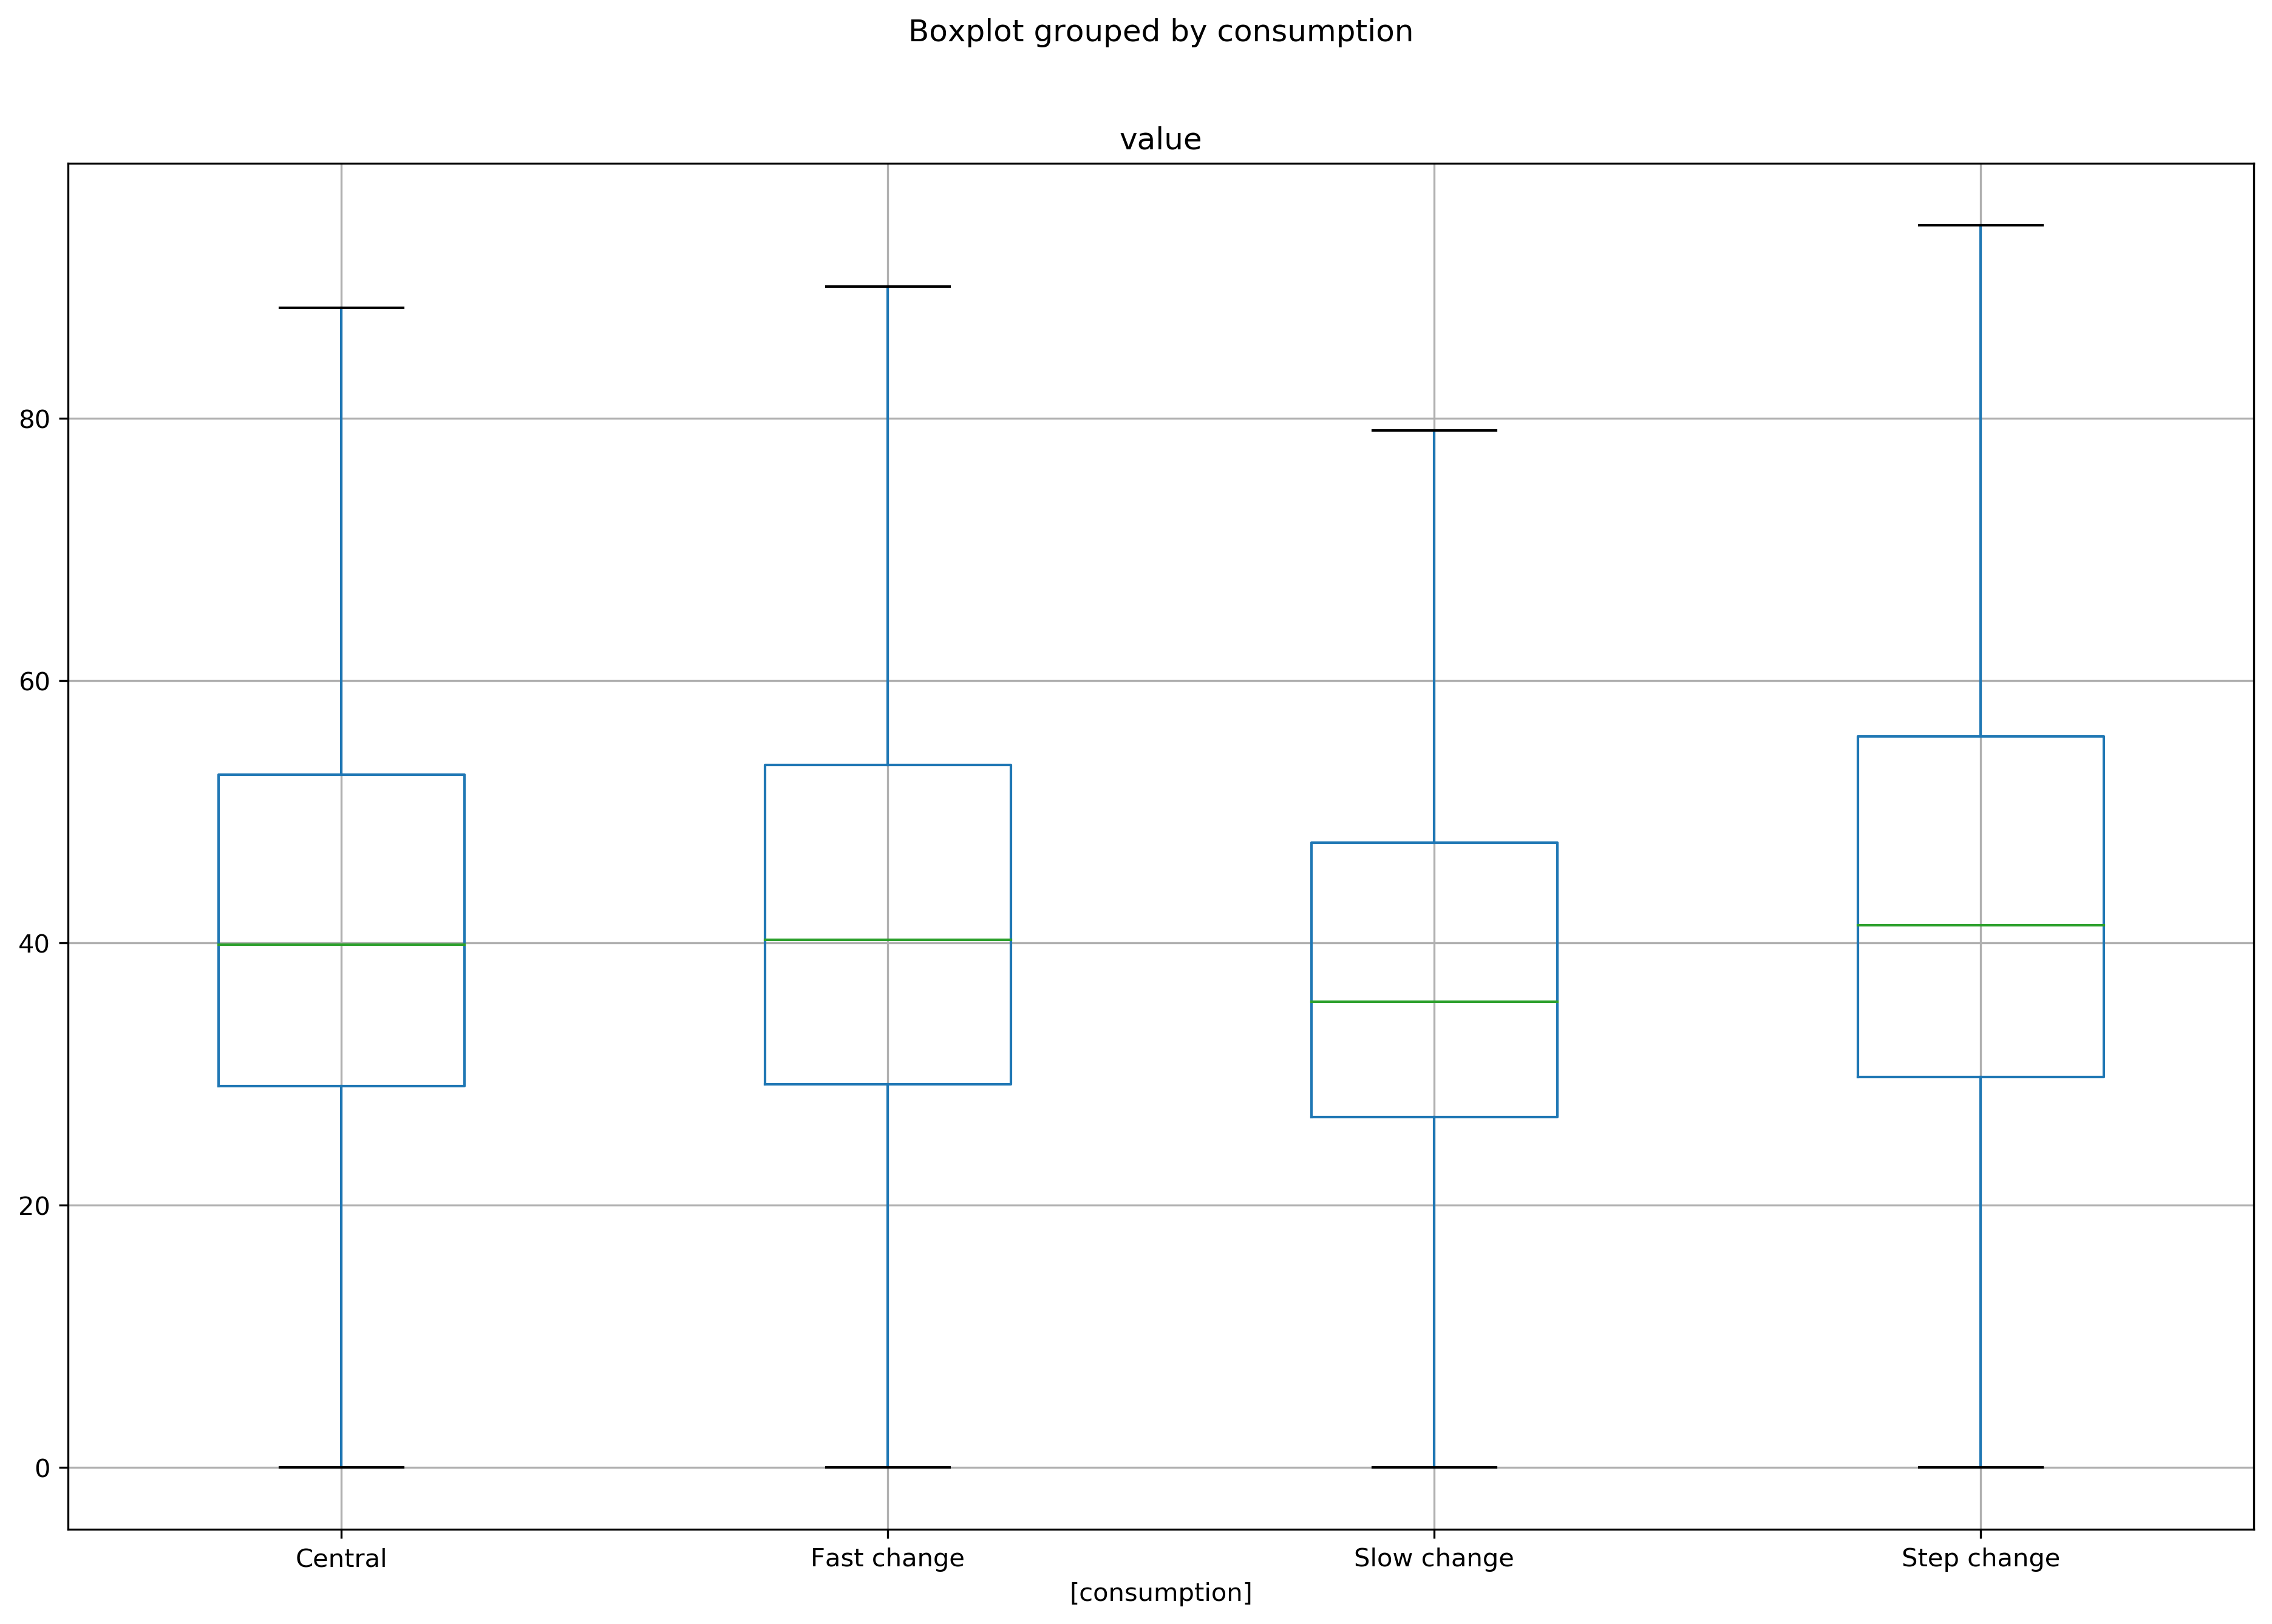 Boxplot grouped by consumption
value
80
60
40
20
0
Central Fast change Slow change Step change
[consumption]